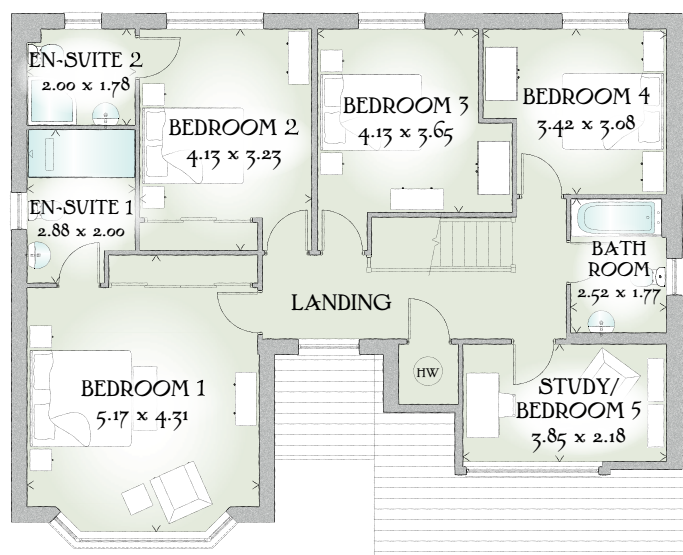 EN-SUITE 2
2.00 x 1.78
BEDROOM 2
4.13 x 3.23
BEDROOM 3
4.13 x 3.65
BEDROOM 4
3.42 x 3.08
EN-SUITE 1
2.88 x 2.00
BATH
ROOM
2.52 x 1.77
LANDING
HW
BEDROOM 1
5.17 x 4.31
STUDY/
BEDROOM 5
3.85 x 2.18